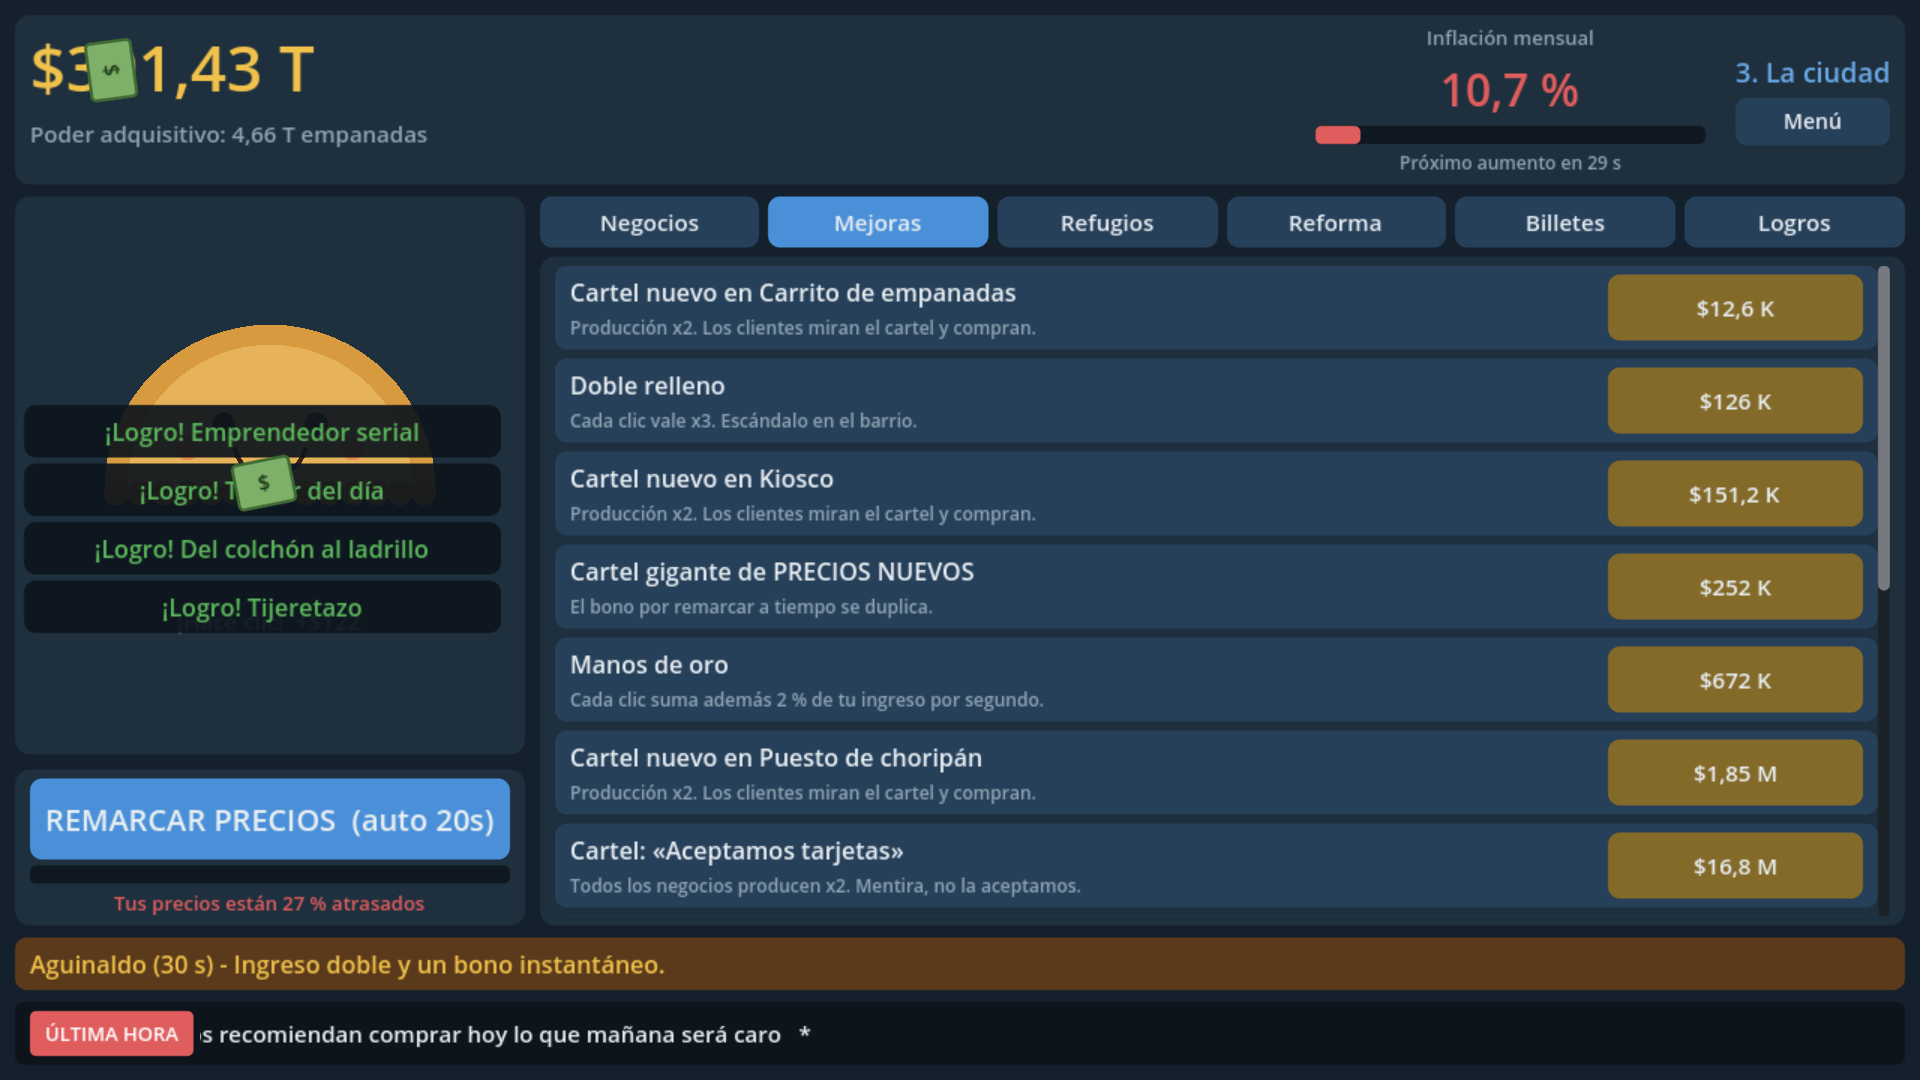 1,43 T
Poder adquisitivo: 4,66 T empanadas
Inflación mensual
10,7 %
Próximo aumento en 29 s
3. La ciudad
Menú
Negocios
Mejoras
Refugios
Reforma
Billetes
Logros
Cartel nuevo en Carrito de empanadas
Producción x2. Los clientes miran el cartel y compran.
$12,6 K
Doble relleno
Cada clic vale x3. Escándalo en el barrio.
$126 K
Cartel nuevo en Kiosco
Producción x2. Los clientes miran el cartel y compran.
$151,2 K
Cartel gigante de PRECIOS NUEVOS
El bono por remarcar a tiempo se duplica.
$252 K
Manos de oro
Cada clic suma además 2 % de tu ingreso por segundo.
$672 K
Cartel nuevo en Puesto de choripán
Producción x2. Los clientes miran el cartel y compran.
$1,85 M
Cartel: «Aceptamos tarjetas»
Todos los negocios producen x2. Mentira, no la aceptamos.
$16,8 M
¡Logro! Emprendedor serial
¡Logro! del día
$
¡Logro! Del colchón al ladrillo
¡Logro! Tijeretazo
REMARCAR PRECIOS (auto 20s)
Tus precios están 27 % atrasados
Aguinaldo (30 s) - Ingreso doble y un bono instantáneo.
ÚLTIMA HORA
recomiendan comprar hoy lo que mañana será caro *